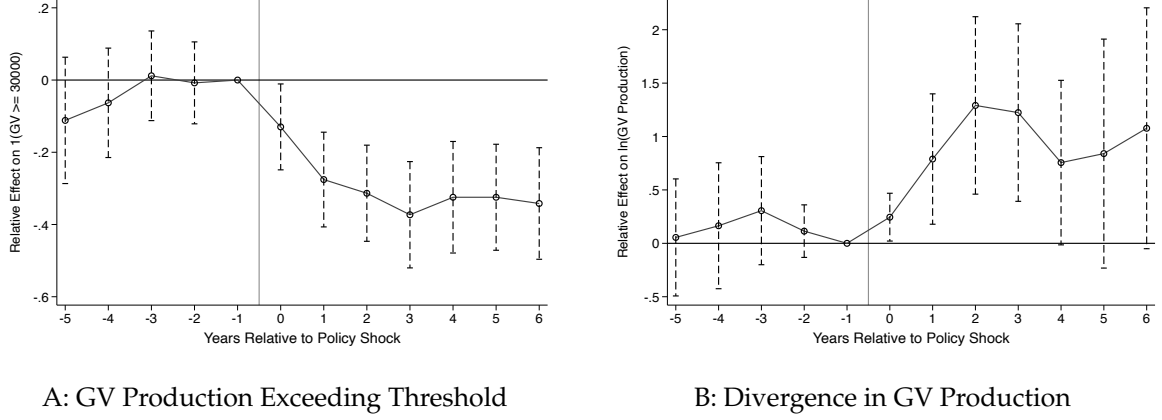 .2
0
-.2
-.4
-.6
Relative Effect on 1(GV >= 30000)
-5 -4 -3 -2 -1 0 1 2 3 4 5 6
Years Relative to Policy Shock
A: GV Production Exceeding Threshold
2
1.5
1
.5
0
-.5
Relative Effect on ln(GV Production)
-5 -4 -3 -2 -1 0 1 2 3 4 5 6
Years Relative to Policy Shock
B: Divergence in GV Production